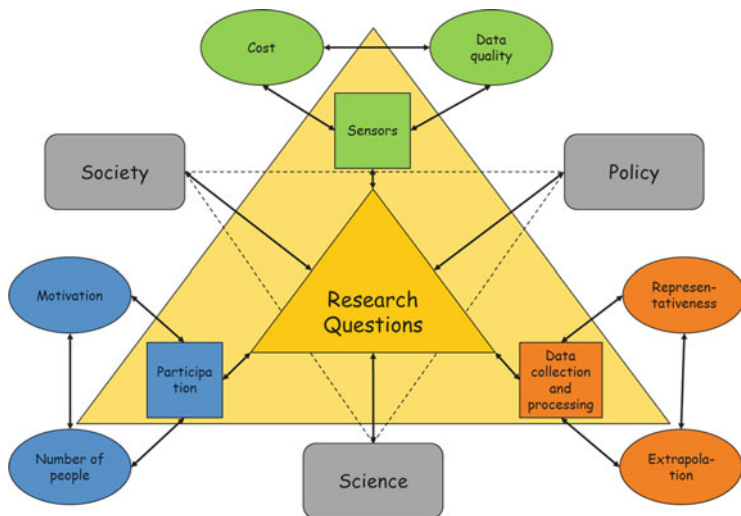 Cost
Data
quality
Sensors
Society
Policy
Motivation
Represen-
tativeness
Research
Questions
Participa
tion
Data
collection
and
processing
Number of
people
Science
Extrapola-
tion